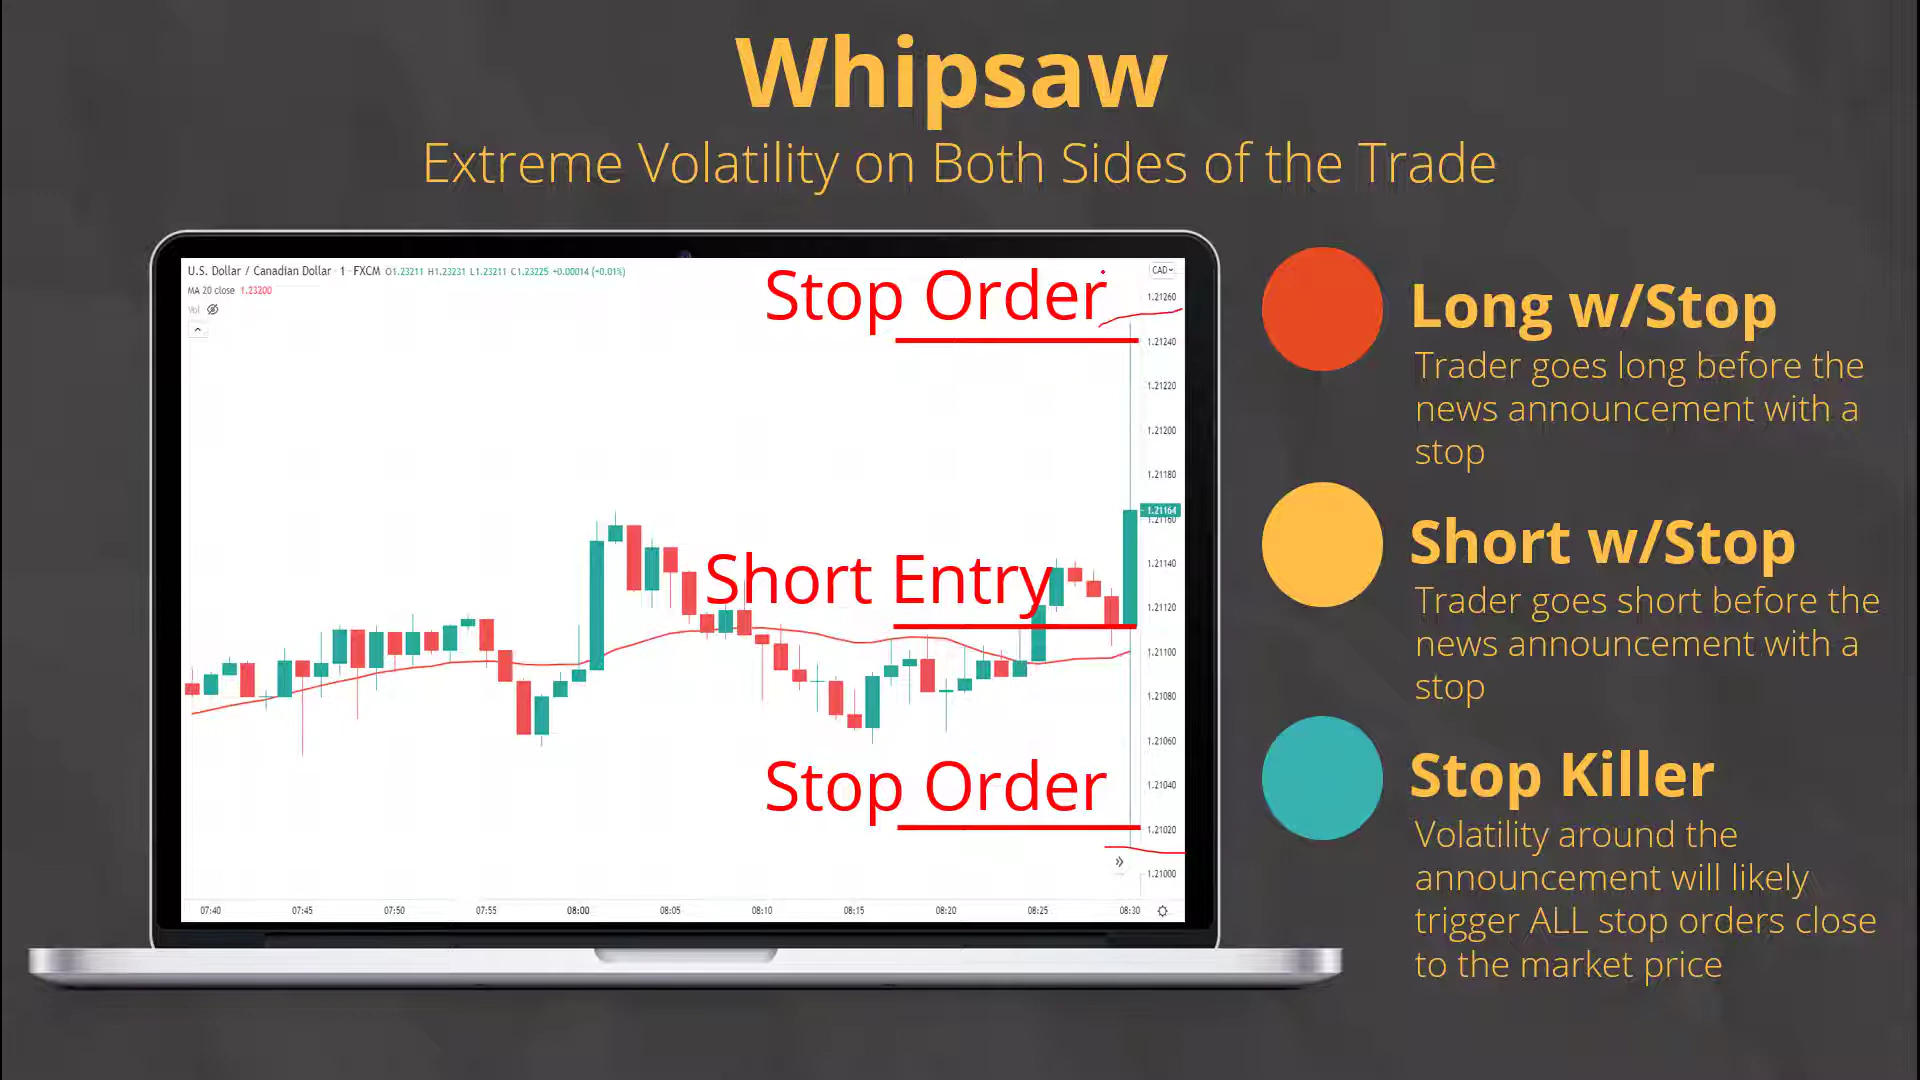 Whipsaw
Extreme Volatility on Both Sides of the Trade
U.S. Dollar / Canadian Dollar · 1 · FXCM O1.23211 H1.23231 L1.23211 C1.23225 +0.00014 (+0.01%)
MA 20 close 1.23200
Vol
CAD
Stop Order
1.21260
1.21240
1.21220
1.21200
1.21180
1.21164
1.21160
Short Entry
1.21140
1.21120
1.21100
1.21080
1.21060
Stop Order
1.21040
1.21020
1.21000
07:40 07:45 07:50 07:55 08:00 08:05 08:10 08:15 08:20 08:25 08:30
Long w/Stop
Trader goes long before the
news announcement with a
stop
Short w/Stop
Trader goes short before the
news announcement with a
stop
Stop Killer
Volatility around the
announcement will likely
trigger ALL stop orders close
to the market price